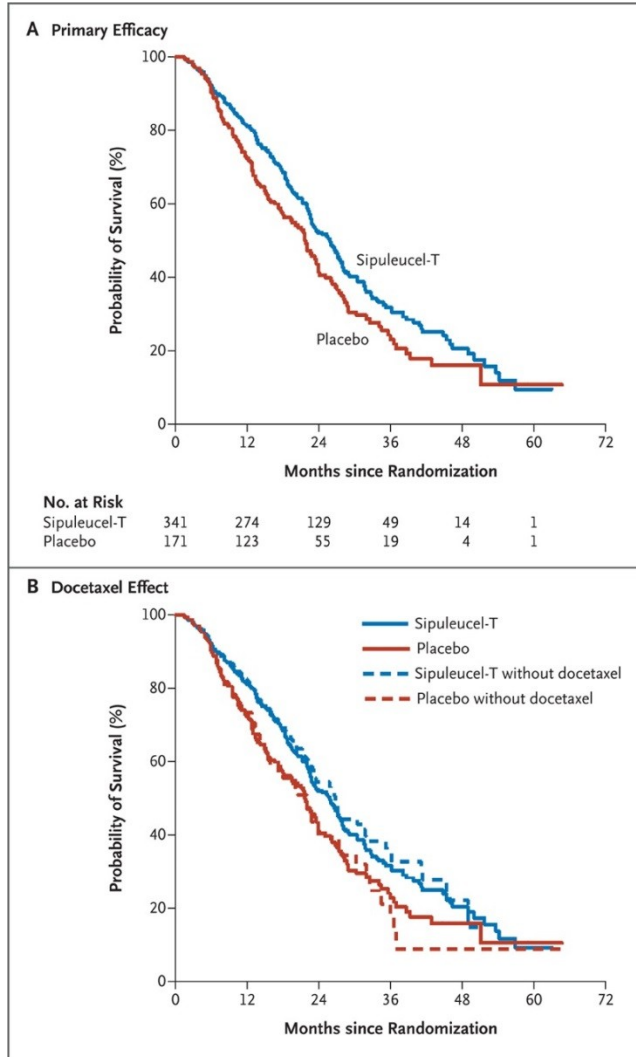 A Primary Efficacy
100
80
60
40
20
0
Probability of Survival (%)
Sipuleucel-T
Placebo
0 12 24 36 48 60 72
Months since Randomization
No. at Risk
Sipuleucel-T 341 274 129 49 14 1
Placebo 171 123 55 19 4 1
B Docetaxel Effect
100
80
60
40
20
0
Probability of Survival (%)
Sipuleucel-T
Placebo
Sipuleucel-T without docetaxel
Placebo without docetaxel
0 12 24 36 48 60 72
Months since Randomization